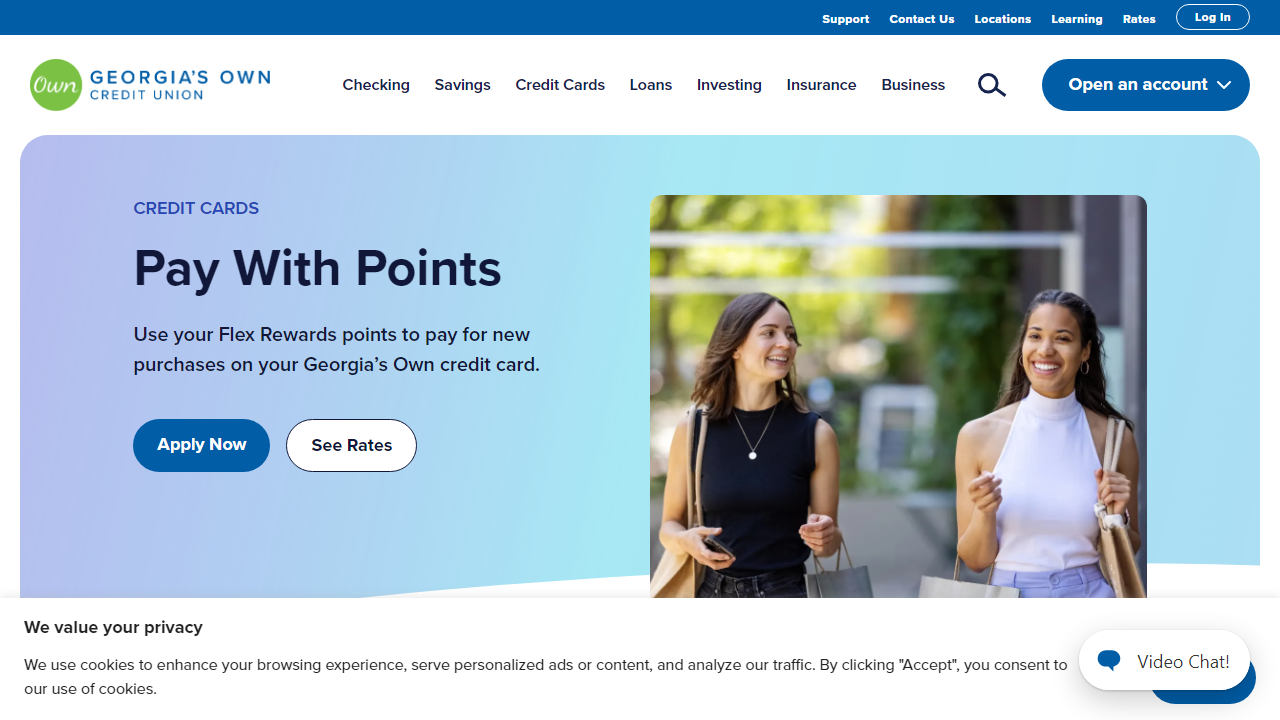 Support Contact Us Locations Learning Rates Log In
Own GEORGIA'S OWN
CREDIT UNION
Checking Savings Credit Cards Loans Investing Insurance Business Open an account
CREDIT CARDS
Pay With Points
Use your Flex Rewards points to pay for new
purchases on your Georgia’s Own credit card.
Apply Now See Rates
We value your privacy
We use cookies to enhance your browsing experience, serve personalized ads or content, and analyze our traffic. By clicking "Accept", you consent to
our use of cookies.
Video Chat!